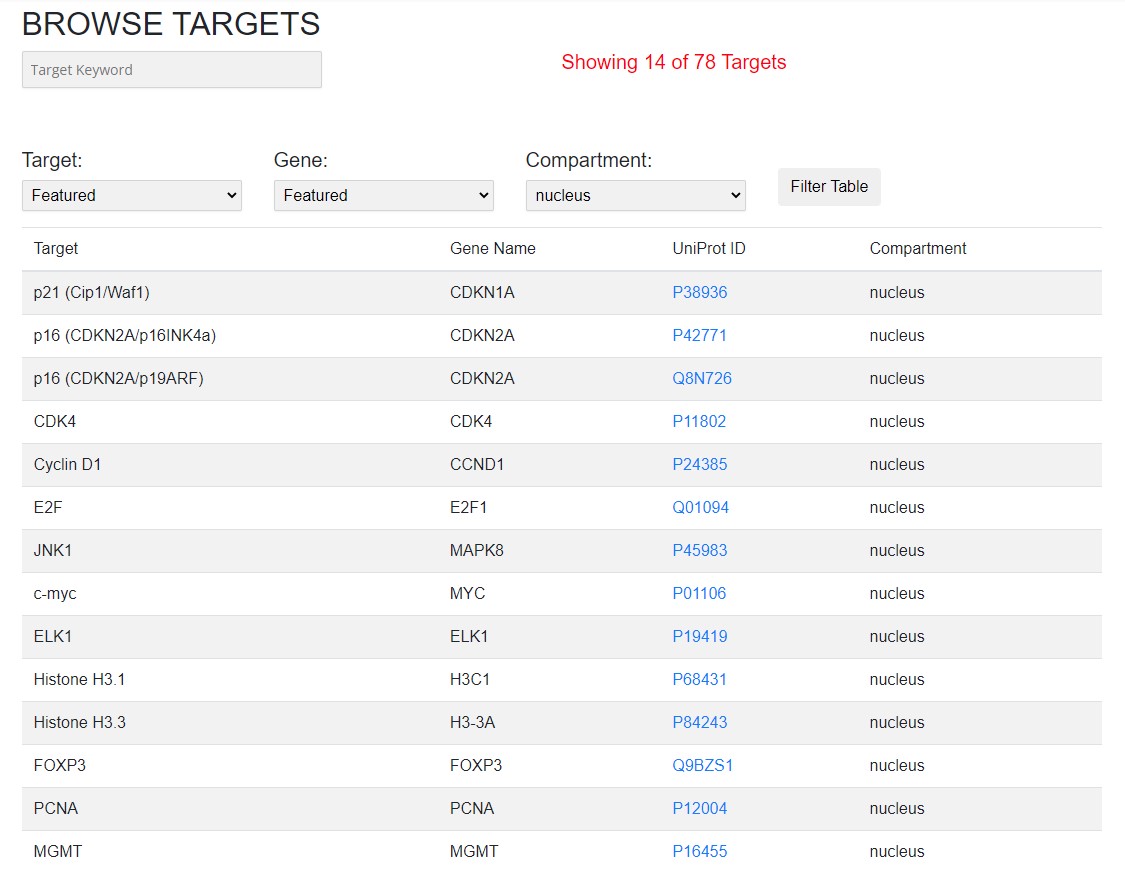 BROWSE TARGETS
Target Keyword
Showing 14 of 78 Targets
Target: Gene: Compartment:
Featured Featured nucleus Filter Table
Target Gene Name UniProt ID Compartment
p21 (Cip1/Waf1) CDKN1A P38936 nucleus
p16 (CDKN2A/p16INK4a) CDKN2A P42771 nucleus
p16 (CDKN2A/p19ARF) CDKN2A Q8N726 nucleus
CDK4 CDK4 P11802 nucleus
Cyclin D1 CCND1 P24385 nucleus
E2F E2F1 Q01094 nucleus
JNK1 MAPK8 P45983 nucleus
c-myc MYC P01106 nucleus
ELK1 ELK1 P19419 nucleus
Histone H3.1 H3C1 P68431 nucleus
Histone H3.3 H3-3A P84243 nucleus
FOXP3 FOXP3 Q9BZS1 nucleus
PCNA PCNA P12004 nucleus
MGMT MGMT P16455 nucleus